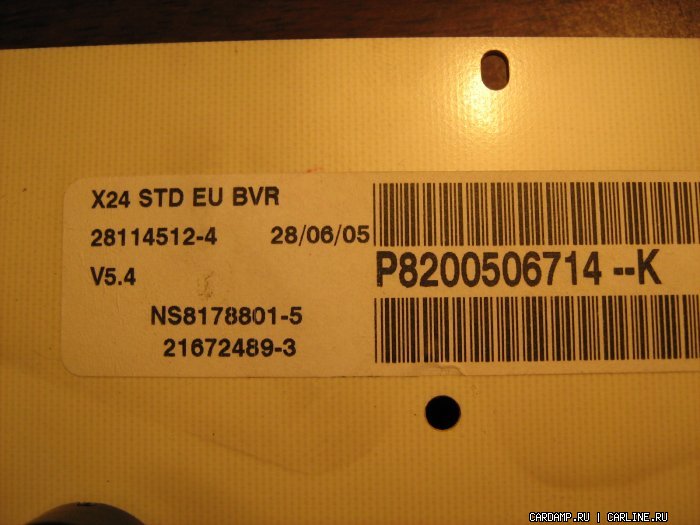 X24 STD EU BVR
28114512-4 28/06/05
V5.4
P8200506714 --K
NS8178801-5
21672489-3
CARDAMP.RU | CARLINE.RU